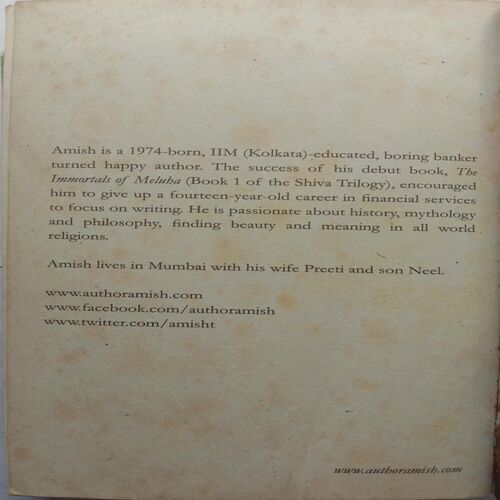 Amish is a 1974-born, IIM (Kolkata)-educated, boring banker
turned happy author. The success of his debut book, The
Immortals of Meluha (Book 1 of the Shiva Trilogy), encouraged
him to give up a fourteen-year-old career in financial services
to focus on writing. He is passionate about history, mythology
and philosophy, finding beauty and meaning in all world
religions.
Amish lives in Mumbai with his wife Preeti and son Neel.
www.authoramish.com
www.facebook.com/authoramish
www.twitter.com/amisht
www.authoramish.com